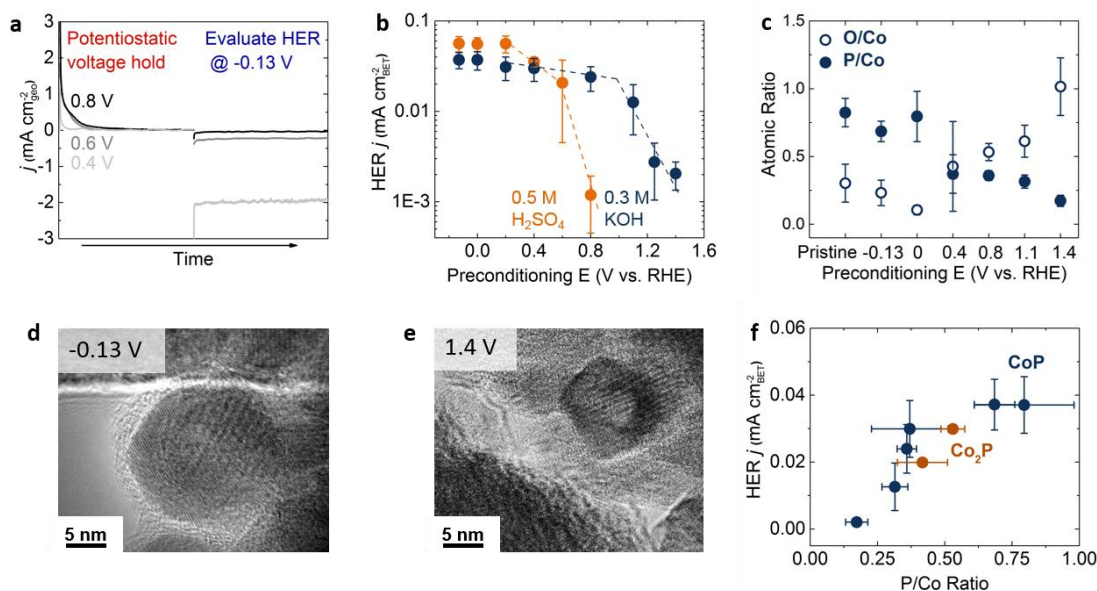 a
Potentiostatic
voltage hold
Evaluate HER
@ -0.13 V
0.8 V
0.6 V
0.4 V
j (mA cm⁻²geo)
3
2
1
0
-1
-2
3
Time
b
HER j (mA cm⁻²BET)
0.1
0.01
1E-3
0.5 M
H₂SO₄
0.3 M
KOH
0.0 0.4 0.8 1.2 1.6
Preconditioning E (V vs. RHE)
c
O/Co
P/Co
Atomic Ratio
1.5
1.0
0.5
0.0
Pristine -0.13 0 0.4 0.8 1.1 1.4
Preconditioning E (V vs. RHE)
d
-0.13 V
5 nm
e
1.4 V
5 nm
f
HER j (mA cm⁻²BET)
0.06
0.04
0.02
0.00
CoP
Co₂P
0.00 0.25 0.50 0.75 1.00
P/Co Ratio